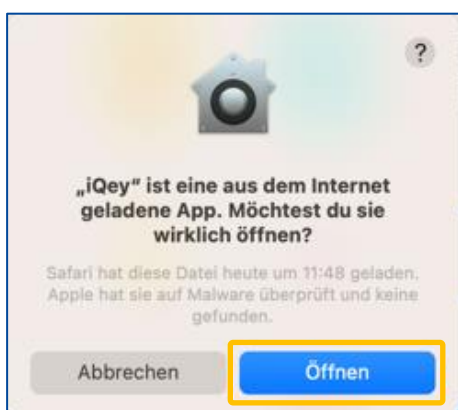 ?
„iQey“ ist eine aus dem Internet
geladene App. Möchtest du sie
wirklich öffnen?
Safari hat diese Datei heute um 11:48 geladen.
Apple hat sie auf Malware überprüft und keine
gefunden.
Abbrechen
Öffnen